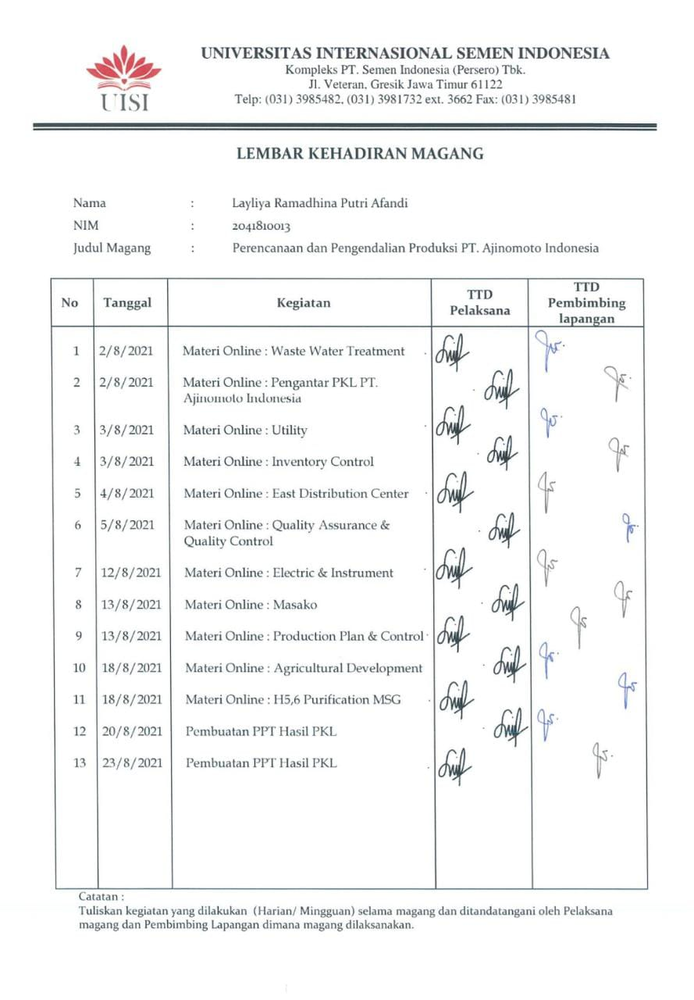 UNIVERSITAS INTERNASIONAL SEMEN INDONESIA
Kompleks PT. Semen Indonesia (Persero) Tbk.
Jl. Veteran, Gresik Jawa Timur 61122
Telp: (031) 3985482, (031) 3981732 ext. 3662 Fax: (031) 3985481
UISI
LEMBAR KEHADIRAN MAGANG
Nama : Layliya Ramadhina Putri Afandi
NIM : 2041810013
Judul Magang : Perencanaan dan Pengendalian Produksi PT. Ajinomoto Indonesia
No Tanggal Kegiatan TTD Pelaksana TTD Pembimbing lapangan
1 2/8/2021 Materi Online : Waste Water Treatment
2 2/8/2021 Materi Online : Pengantar PKL PT.
Ajinomoto Indonesia
3 3/8/2021 Materi Online : Utility
4 3/8/2021 Materi Online : Inventory Control
5 4/8/2021 Materi Online : East Distribution Center
6 5/8/2021 Materi Online : Quality Assurance &
Quality Control
7 12/8/2021 Materi Online : Electric & Instrument
8 13/8/2021 Materi Online : Masako
9 13/8/2021 Materi Online : Production Plan & Control
10 18/8/2021 Materi Online : Agricultural Development
11 18/8/2021 Materi Online : H5,6 Purification MSG
12 20/8/2021 Pembuatan PPT Hasil PKL
13 23/8/2021 Pembuatan PPT Hasil PKL
Catatan :
Tuliskan kegiatan yang dilakukan (Harian/ Mingguan) selama magang dan ditandatangani oleh Pelaksana
magang dan Pembimbing Lapangan dimana magang dilaksanakan.